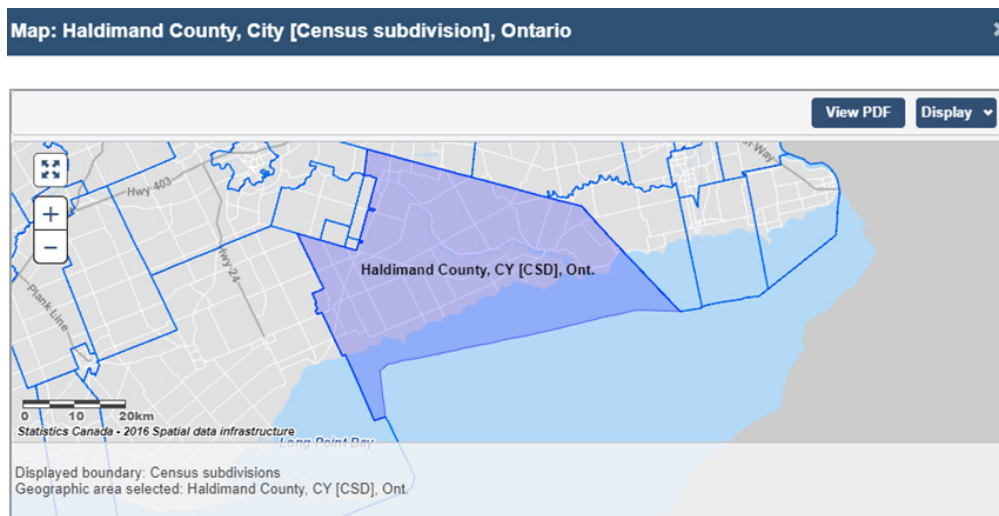 Map: Haldimand County, City [Census subdivision], Ontario
View PDF
Display
Hwy-403
Hwy-24
Plank-Line
Haldimand County, CY [CSD], Ont.
+
−
0 10 20km
Statistics Canada - 2016 Spatial data infrastructure
Long Point Bay
Displayed boundary: Census subdivisions
Geographic area selected: Haldimand County, CY [CSD], Ont.